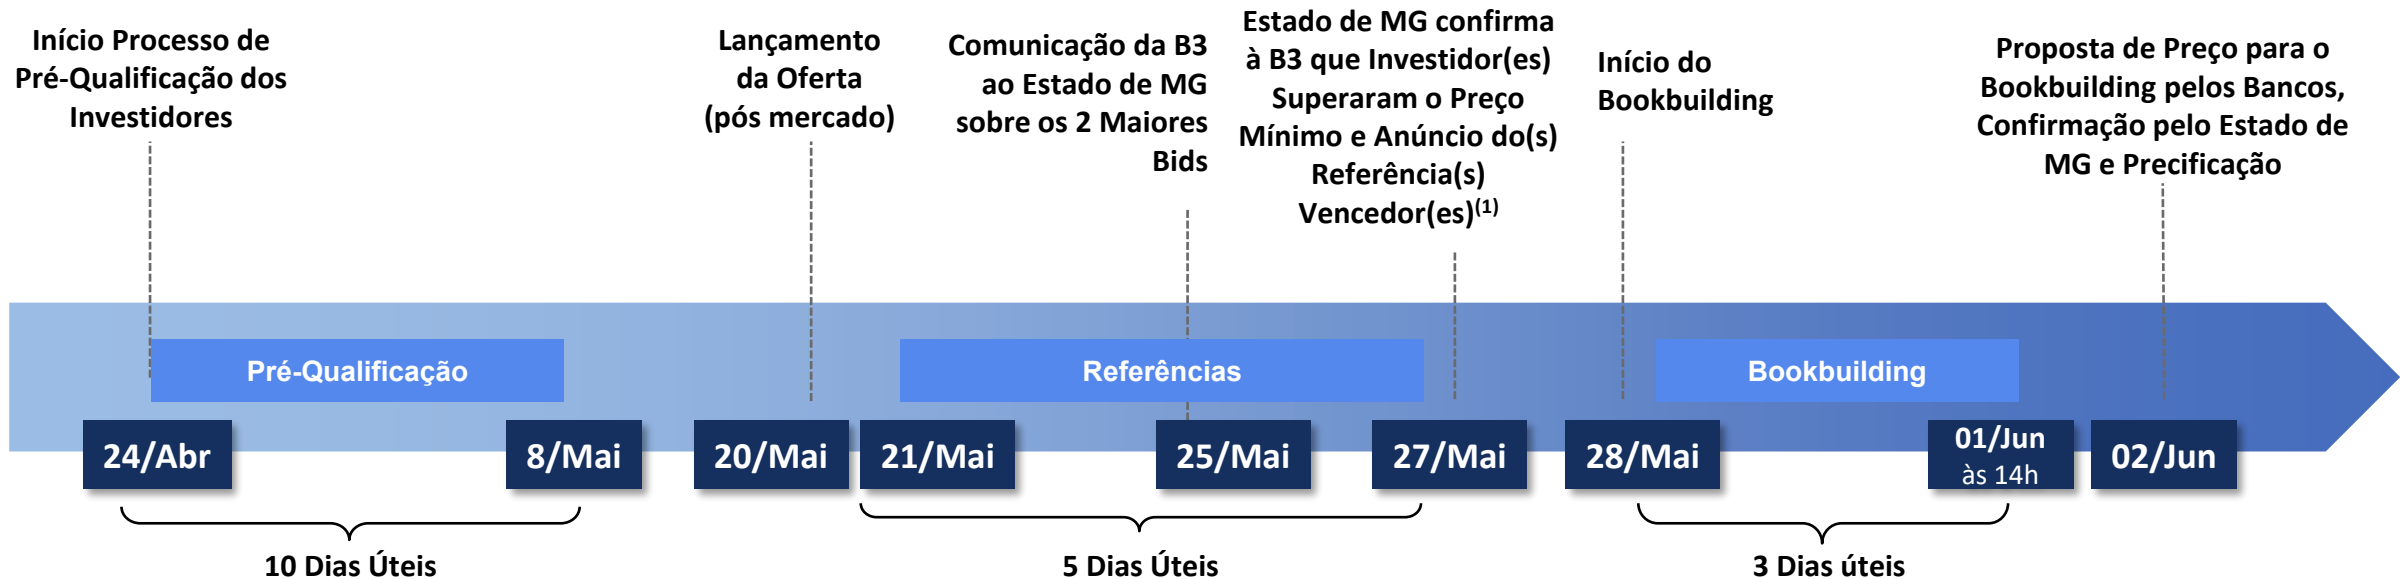 Início Processo de
Pré-Qualificação dos
Investidores
Lançamento
da Oferta
(pós mercado)
Comunicação da B3
ao Estado de MG
sobre os 2 Maiores
Bids
Estado de MG confirma
à B3 que Investidor(es)
Superaram o Preço
Mínimo e Anúncio do(s)
Referência(s)
Vencedor(es)(1)
Início do
Bookbuilding
Proposta de Preço para o
Bookbuilding pelos Bancos,
Confirmação pelo Estado de
MG e Precificação
Pré-Qualificação
Referências
Bookbuilding
24/Abr
8/Mai
20/Mai
21/Mai
25/Mai
27/Mai
28/Mai
01/Jun
às 14h
02/Jun
10 Dias Úteis
5 Dias Úteis
3 Dias úteis